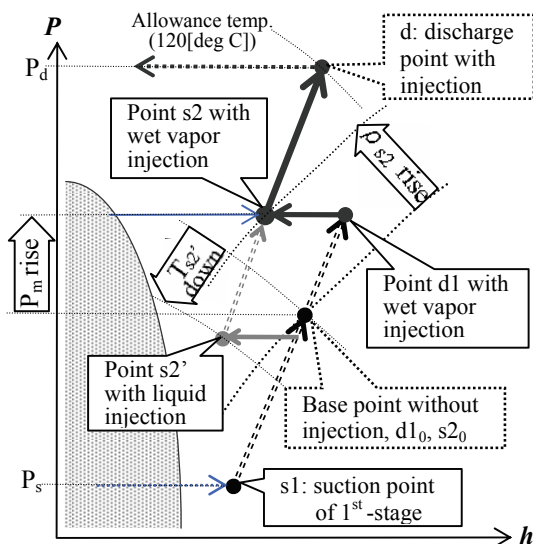 P
Allowance temp.
(120[deg C])
d: discharge
point with
injection
P_d
Point s2 with
wet vapor
injection
ρ_s2 rise
T_s2'
down
P_m rise
Point d1 with
wet vapor
injection
Point s2'
with liquid
injection
Base point without
injection, d1₀, s2₀
P_s
s1: suction point
of 1ˢᵗ-stage
h